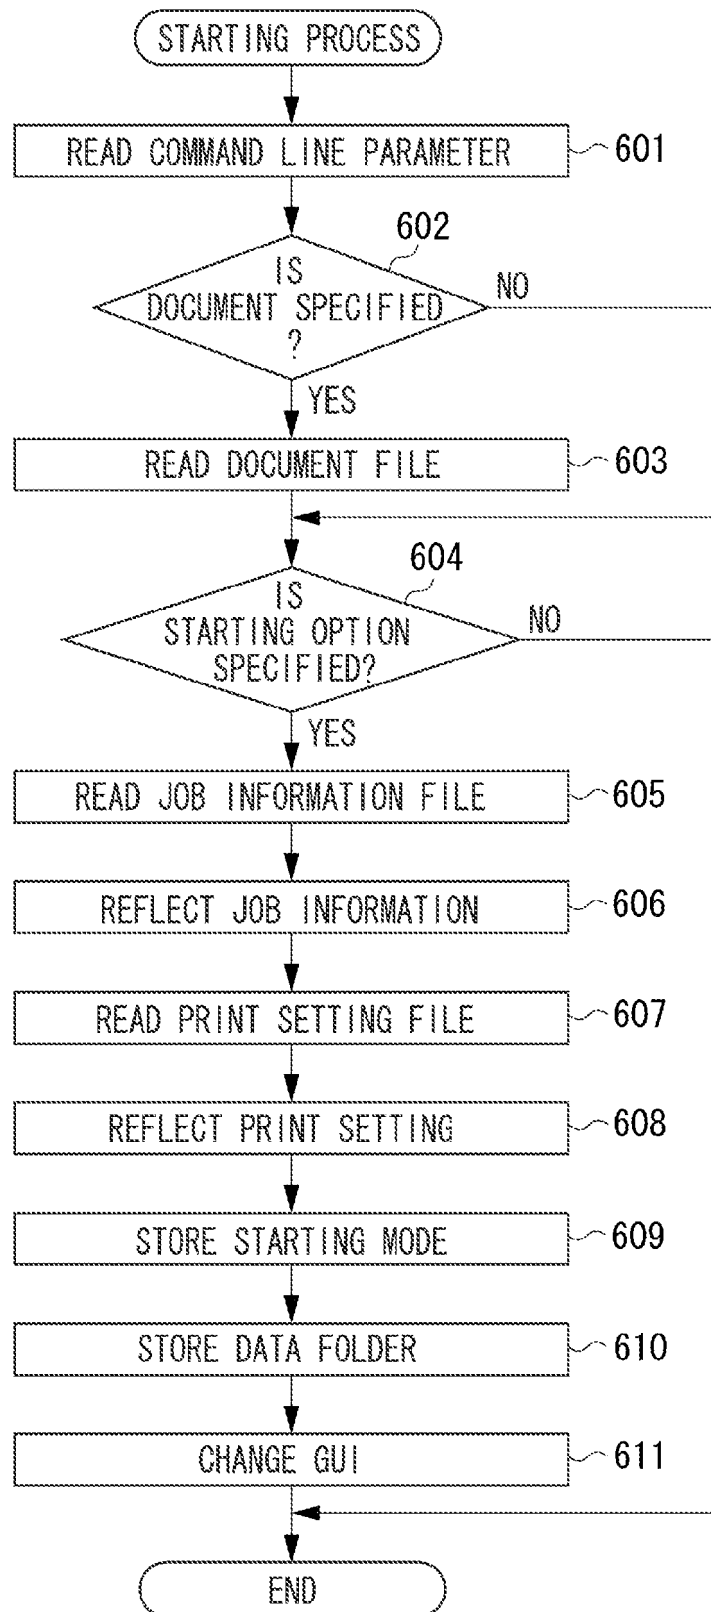 STARTING PROCESS
READ COMMAND LINE PARAMETER
601
602
IS
DOCUMENT SPECIFIED
?
NO
YES
READ DOCUMENT FILE
603
604
IS
STARTING OPTION
SPECIFIED?
NO
YES
READ JOB INFORMATION FILE
605
REFLECT JOB INFORMATION
606
READ PRINT SETTING FILE
607
REFLECT PRINT SETTING
608
STORE STARTING MODE
609
STORE DATA FOLDER
610
CHANGE GUI
611
END